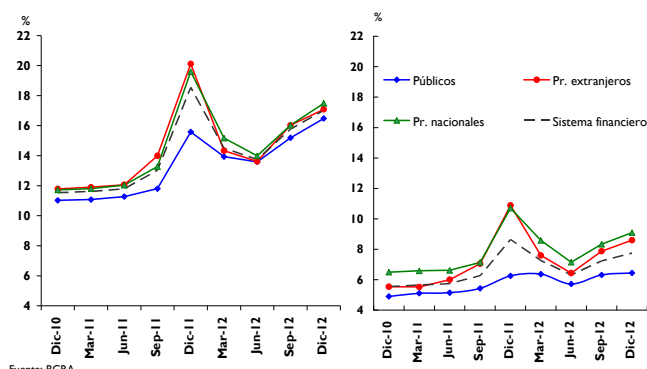 %
22
20
18
16
14
12
10
8
6
4
Dic-10
Mar-11
Jun-11
Sep-11
Dic-11
Mar-12
Jun-12
Sep-12
Dic-12
%
22
20
18
16
14
12
10
8
6
4
Públicos
Pr. extranjeros
Pr. nacionales
Sistema financiero
Dic-10
Mar-11
Jun-11
Sep-11
Dic-11
Mar-12
Jun-12
Sep-12
Dic-12
Fuente: BCRA